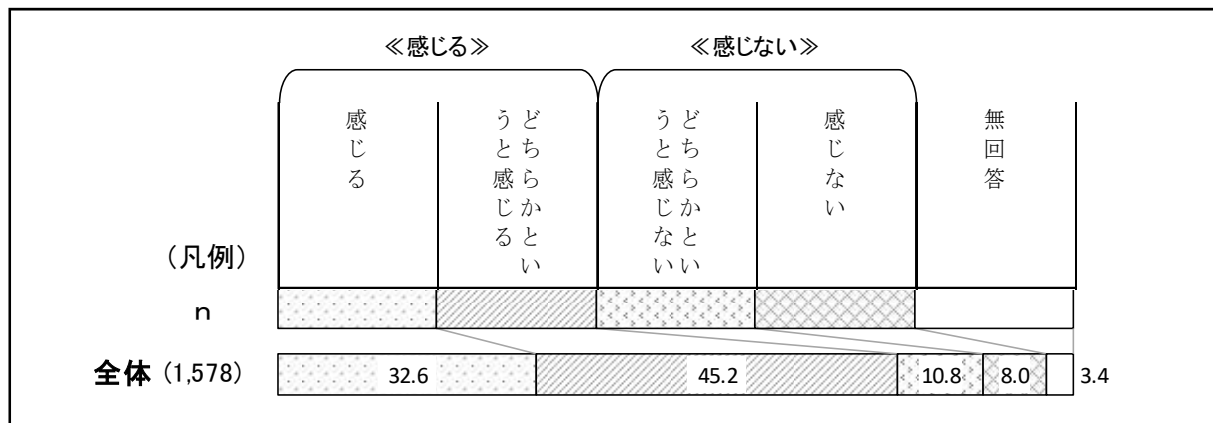 ≪感じる≫
≪感じない≫
感じる
どちらかとい
うと感じる
どちらかとい
うと感じない
感じない
無回答
（凡例）
n
全体 (1,578)
32.6
45.2
10.8
8.0
3.4